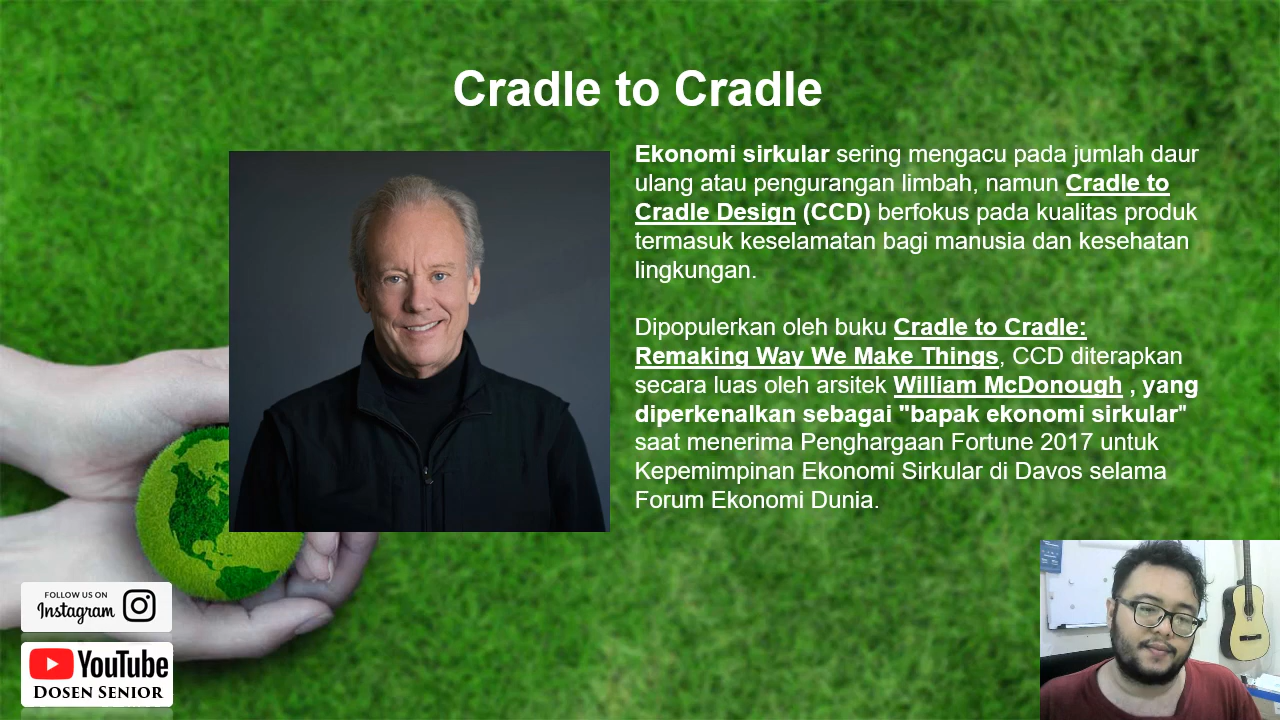 Cradle to Cradle
Ekonomi sirkular sering mengacu pada jumlah daur
ulang atau pengurangan limbah, namun Cradle to
Cradle Design (CCD) berfokus pada kualitas produk
termasuk keselamatan bagi manusia dan kesehatan
lingkungan.
Dipopulerkan oleh buku Cradle to Cradle:
Remaking Way We Make Things, CCD diterapkan
secara luas oleh arsitek William McDonough , yang
diperkenalkan sebagai "bapak ekonomi sirkular"
saat menerima Penghargaan Fortune 2017 untuk
Kepemimpinan Ekonomi Sirkular di Davos selama
Forum Ekonomi Dunia.
FOLLOW US ON
Instagram
YouTube
DOSEN SENIOR